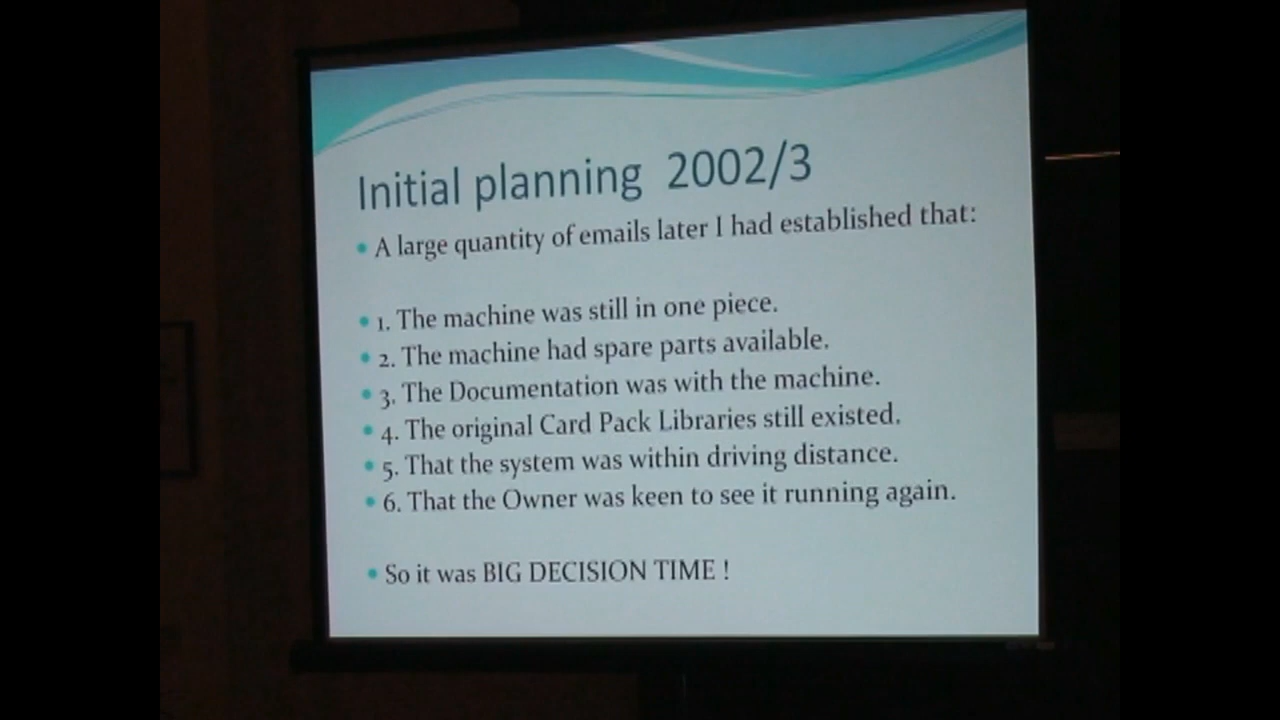 Initial planning 2002/3
• A large quantity of emails later I had established that:
• 1. The machine was still in one piece.
• 2. The machine had spare parts available.
• 3. The Documentation was with the machine.
• 4. The original Card Pack Libraries still existed.
• 5. That the system was within driving distance.
• 6. That the Owner was keen to see it running again.
• So it was BIG DECISION TIME !